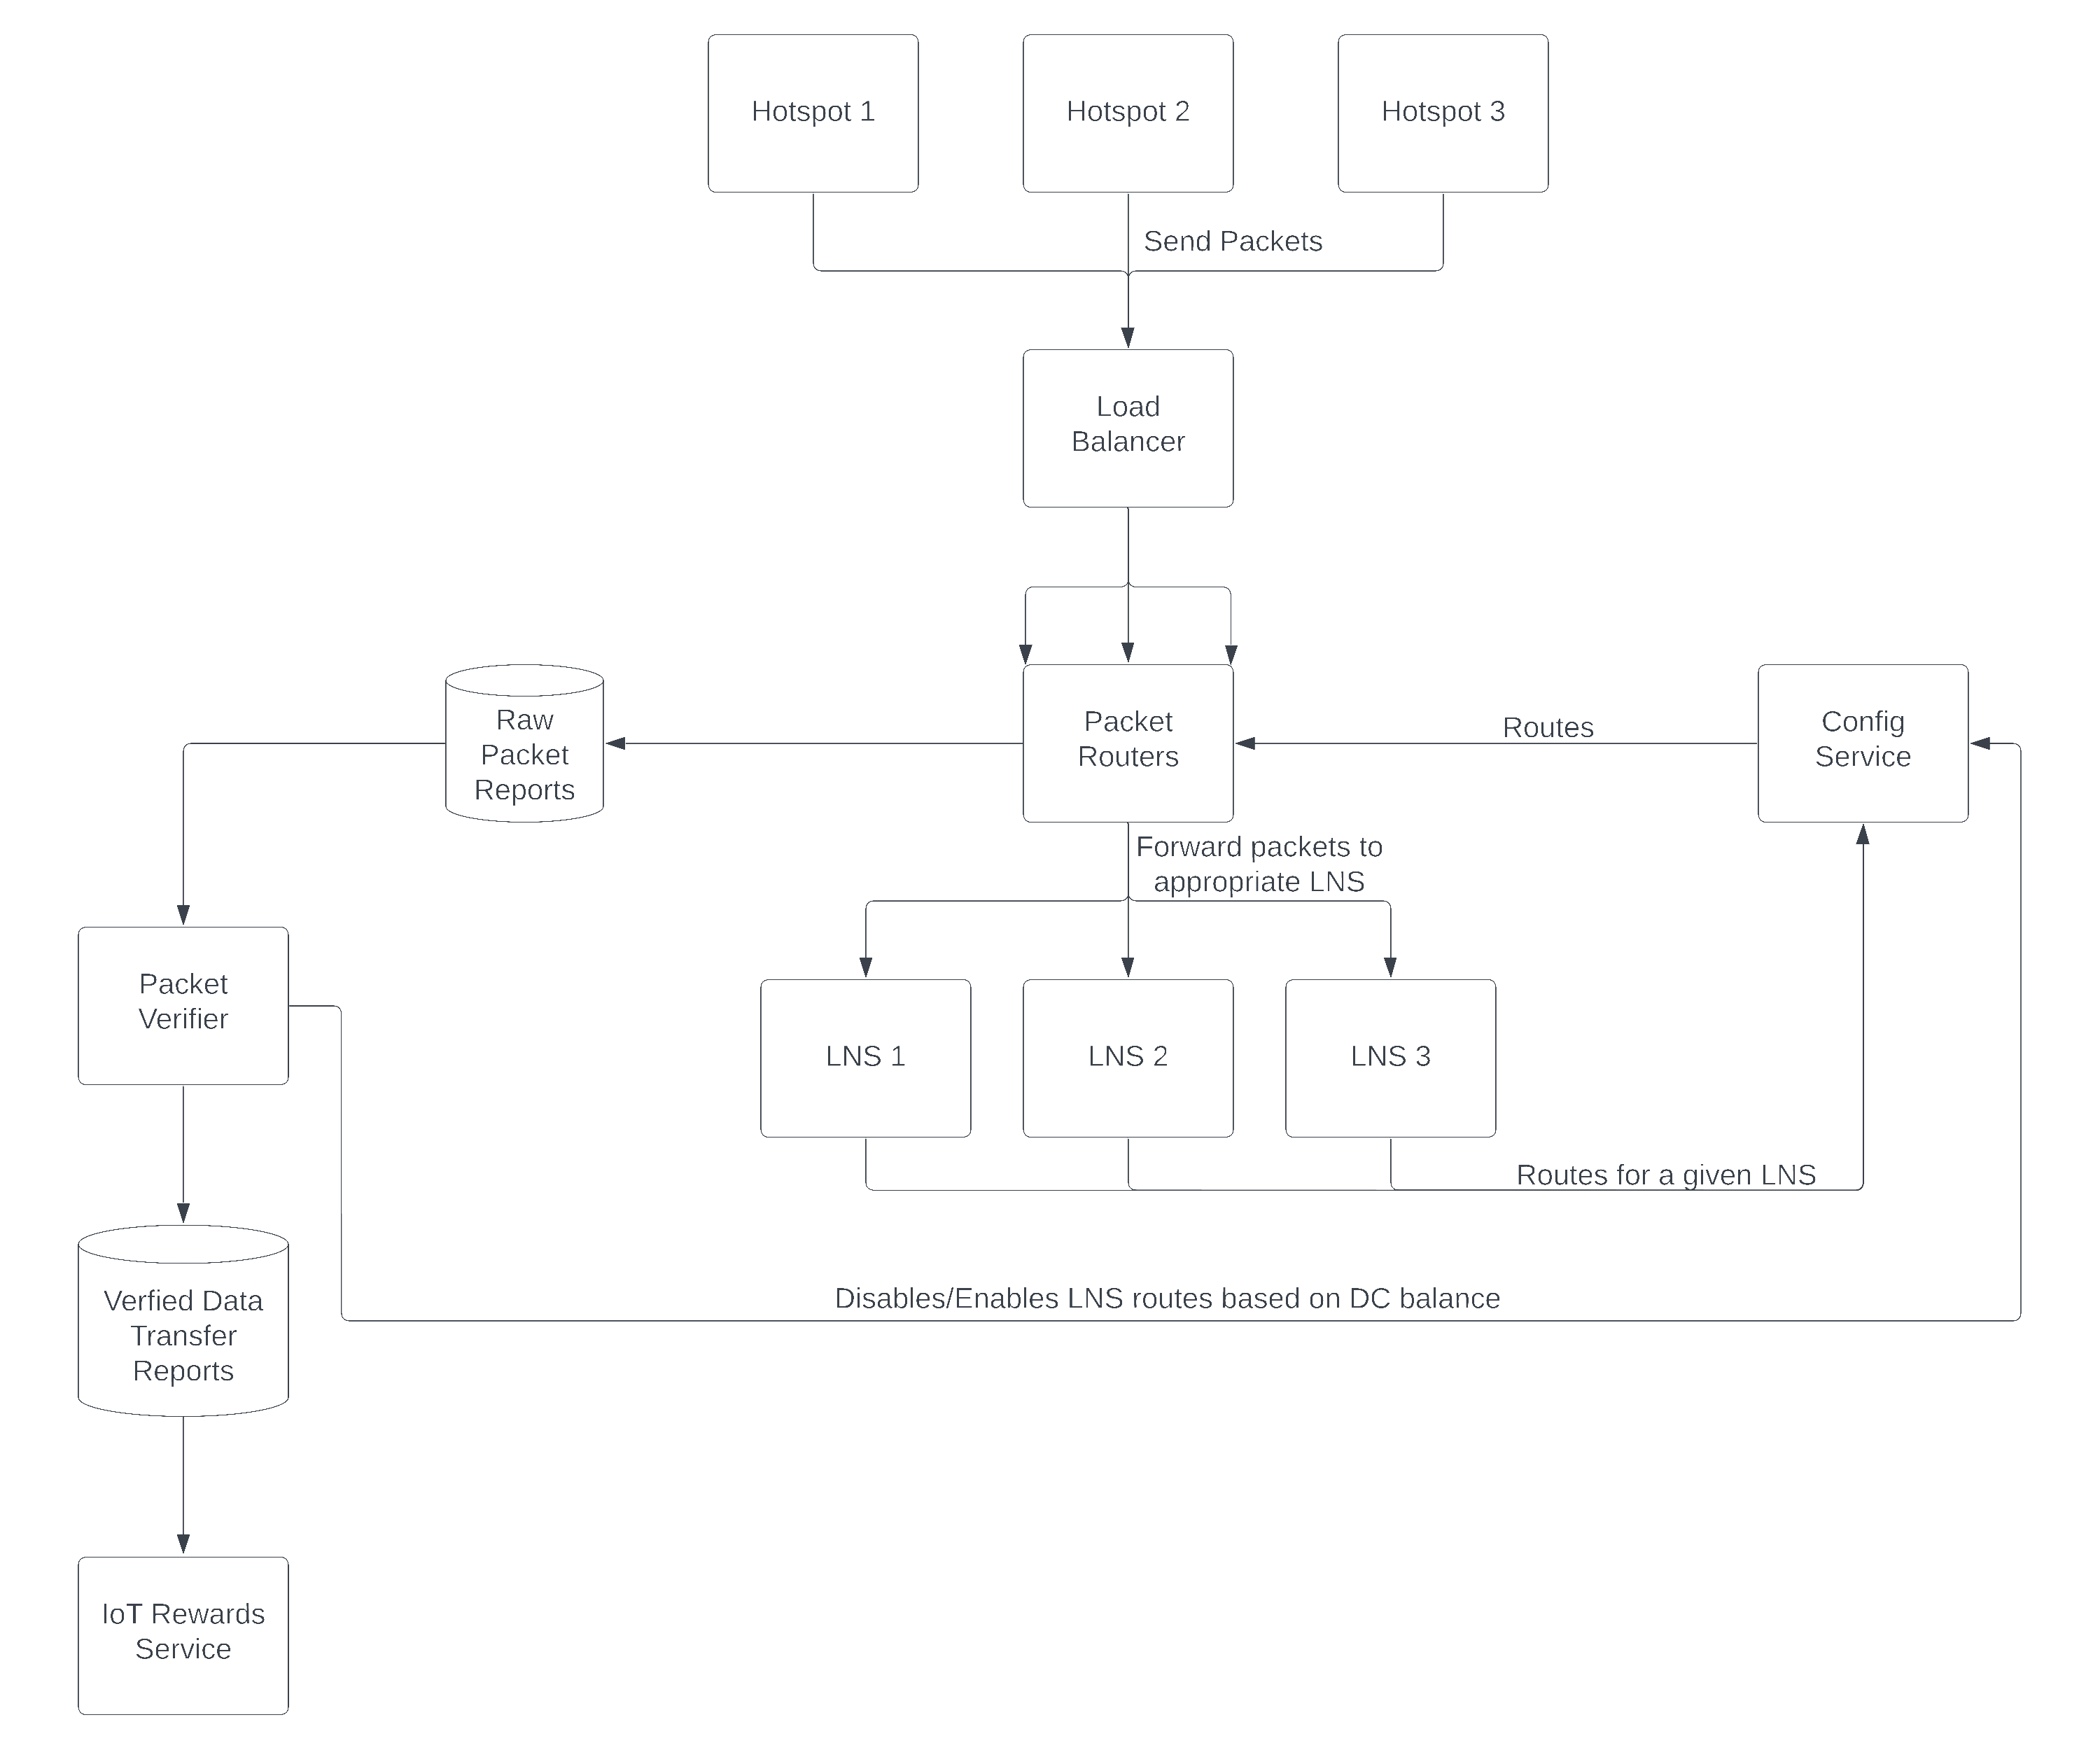 Hotspot 1
Hotspot 2
Hotspot 3
Send Packets
Load
Balancer
Raw
Packet
Reports
Packet
Routers
Routes
Config
Service
Forward packets to
appropriate LNS
Packet
Verifier
LNS 1
LNS 2
LNS 3
Routes for a given LNS
Disables/Enables LNS routes based on DC balance
Verfied Data
Transfer
Reports
IoT Rewards
Service